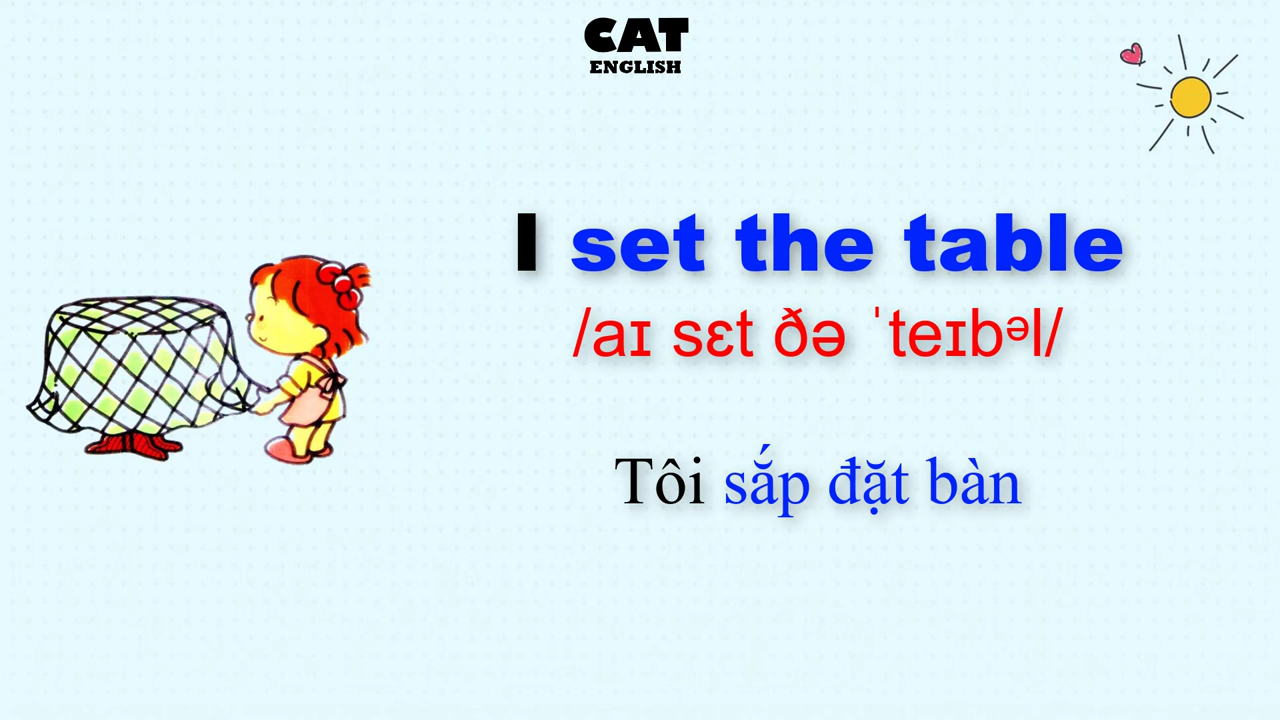 CAT
ENGLISH
I set the table
/aɪ sɛt ðə ˈteɪbᵊl/
Tôi sắp đặt bàn